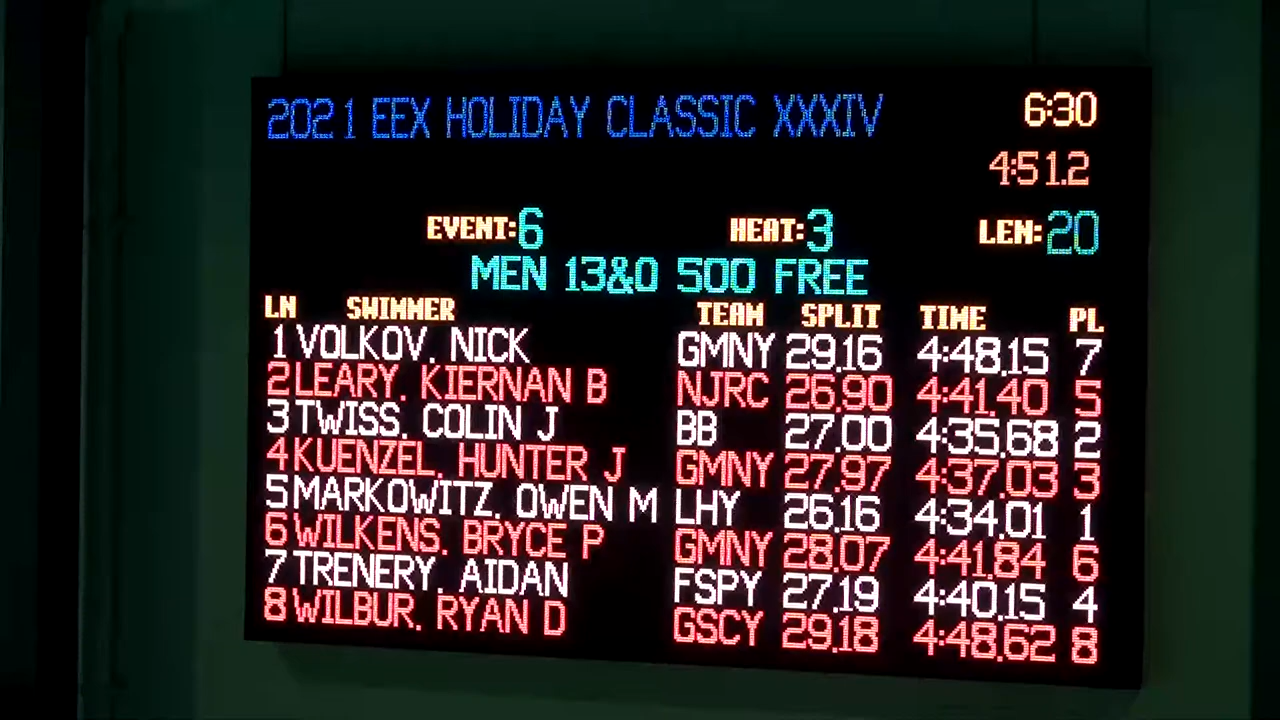 2021 EEX HOLIDAY CLASSIC XXXIV 6:30
4:51.2
EVENT:6 HEAT:3 LEN:20
MEN 13&O 500 FREE
LN SWIMMER TEAM SPLIT TIME PL
1 VOLKOV, NICK GMNY 29.16 4:48.15 7
2 LEARY, KIERNAN B NJRC 26.90 4:41.40 5
3 TWISS, COLIN J BB 27.00 4:35.68 2
4 KUENZEL, HUNTER J GMNY 27.97 4:37.03 3
5 MARKOWITZ, OWEN M LHY 26.16 4:34.01 1
6 WILKENS, BRYCE P GMNY 28.07 4:41.84 6
7 TRENERY, AIDAN FSPY 27.19 4:40.15 4
8 WILBUR, RYAN D GSCY 29.18 4:48.62 8